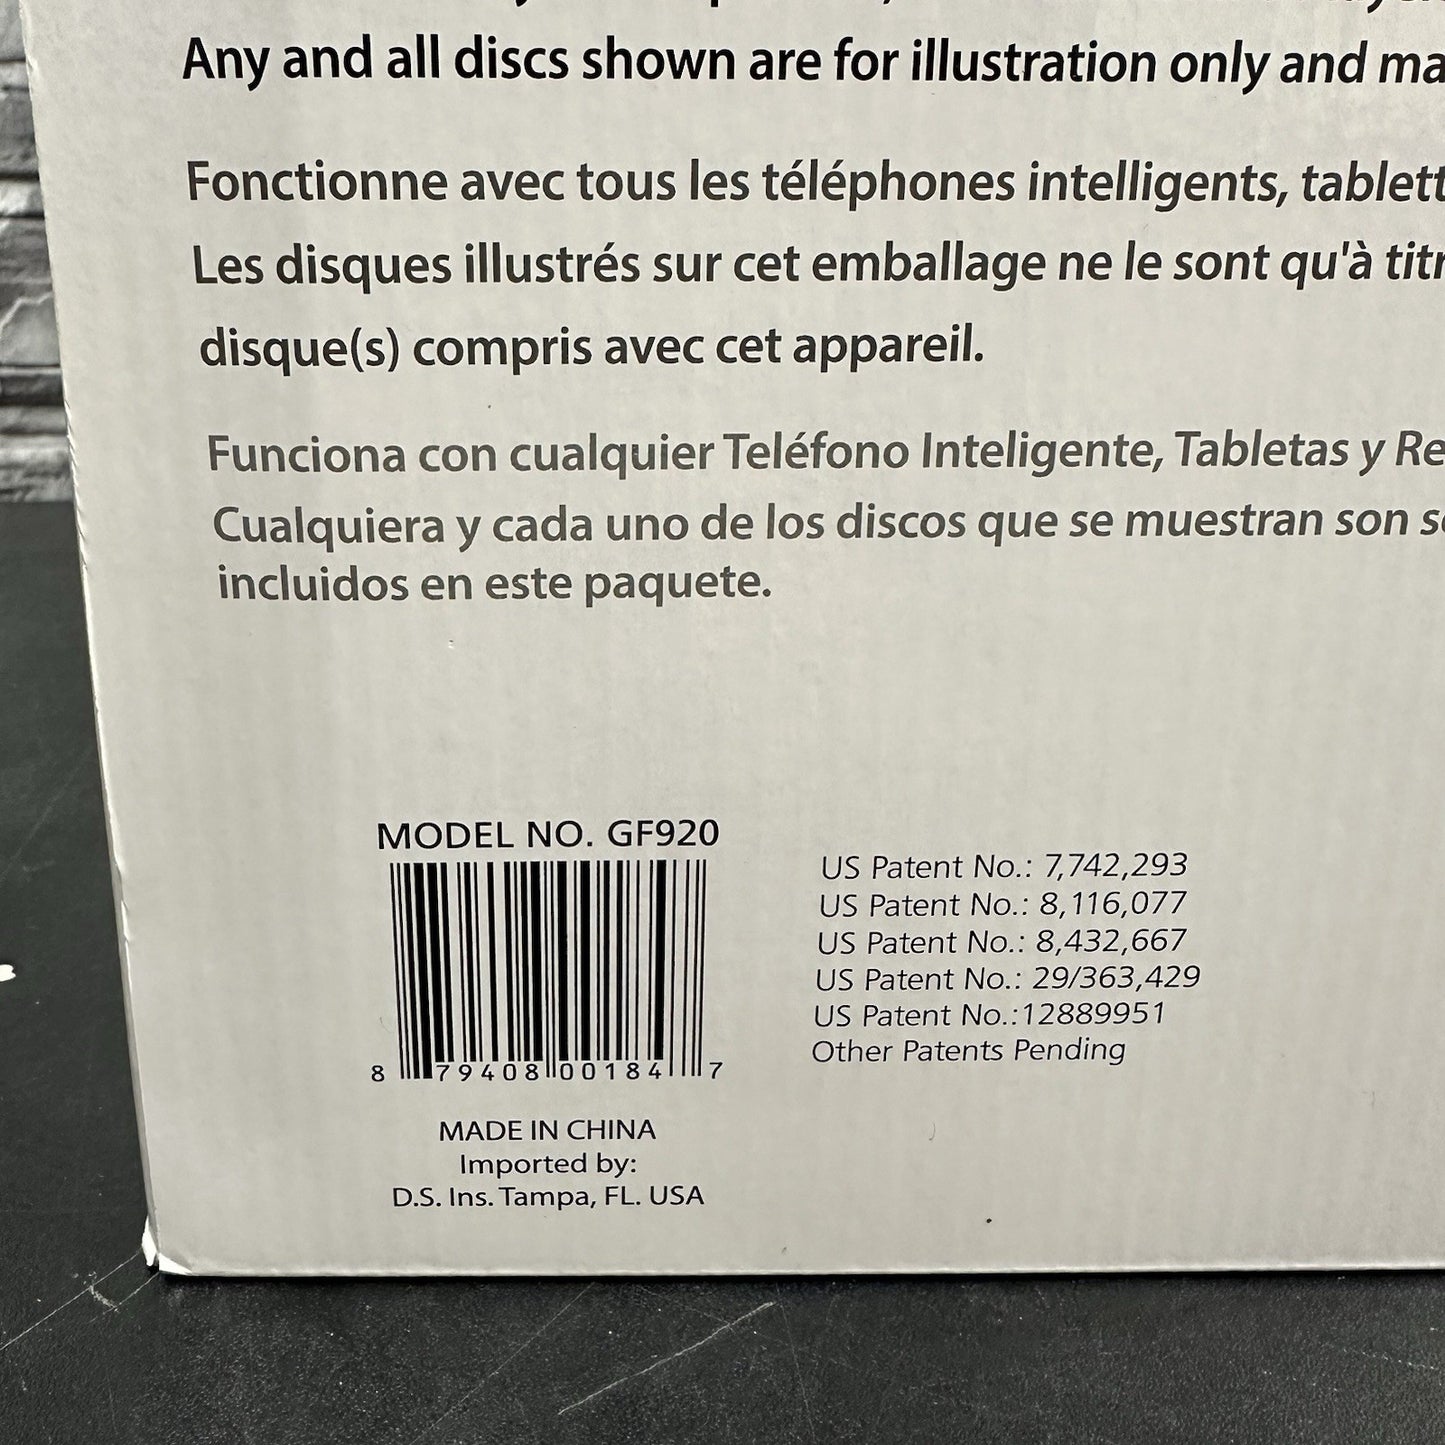 Any and all discs shown are for illustration only and ma
Fonctionne avec tous les téléphones intelligents, tablett
Les disques illustrés sur cet emballage ne le sont qu'à titr
disque(s) compris avec cet appareil.
Funciona con cualquier Teléfono Inteligente, Tabletas y Re
Cualquiera y cada uno de los discos que se muestran son s
incluidos en este paquete.
MODEL NO. GF920
8 79408 00184 7
MADE IN CHINA
Imported by:
D.S. Ins. Tampa, FL. USA
US Patent No.: 7,742,293
US Patent No.: 8,116,077
US Patent No.: 8,432,667
US Patent No.: 29/363,429
US Patent No.:12889951
Other Patents Pending